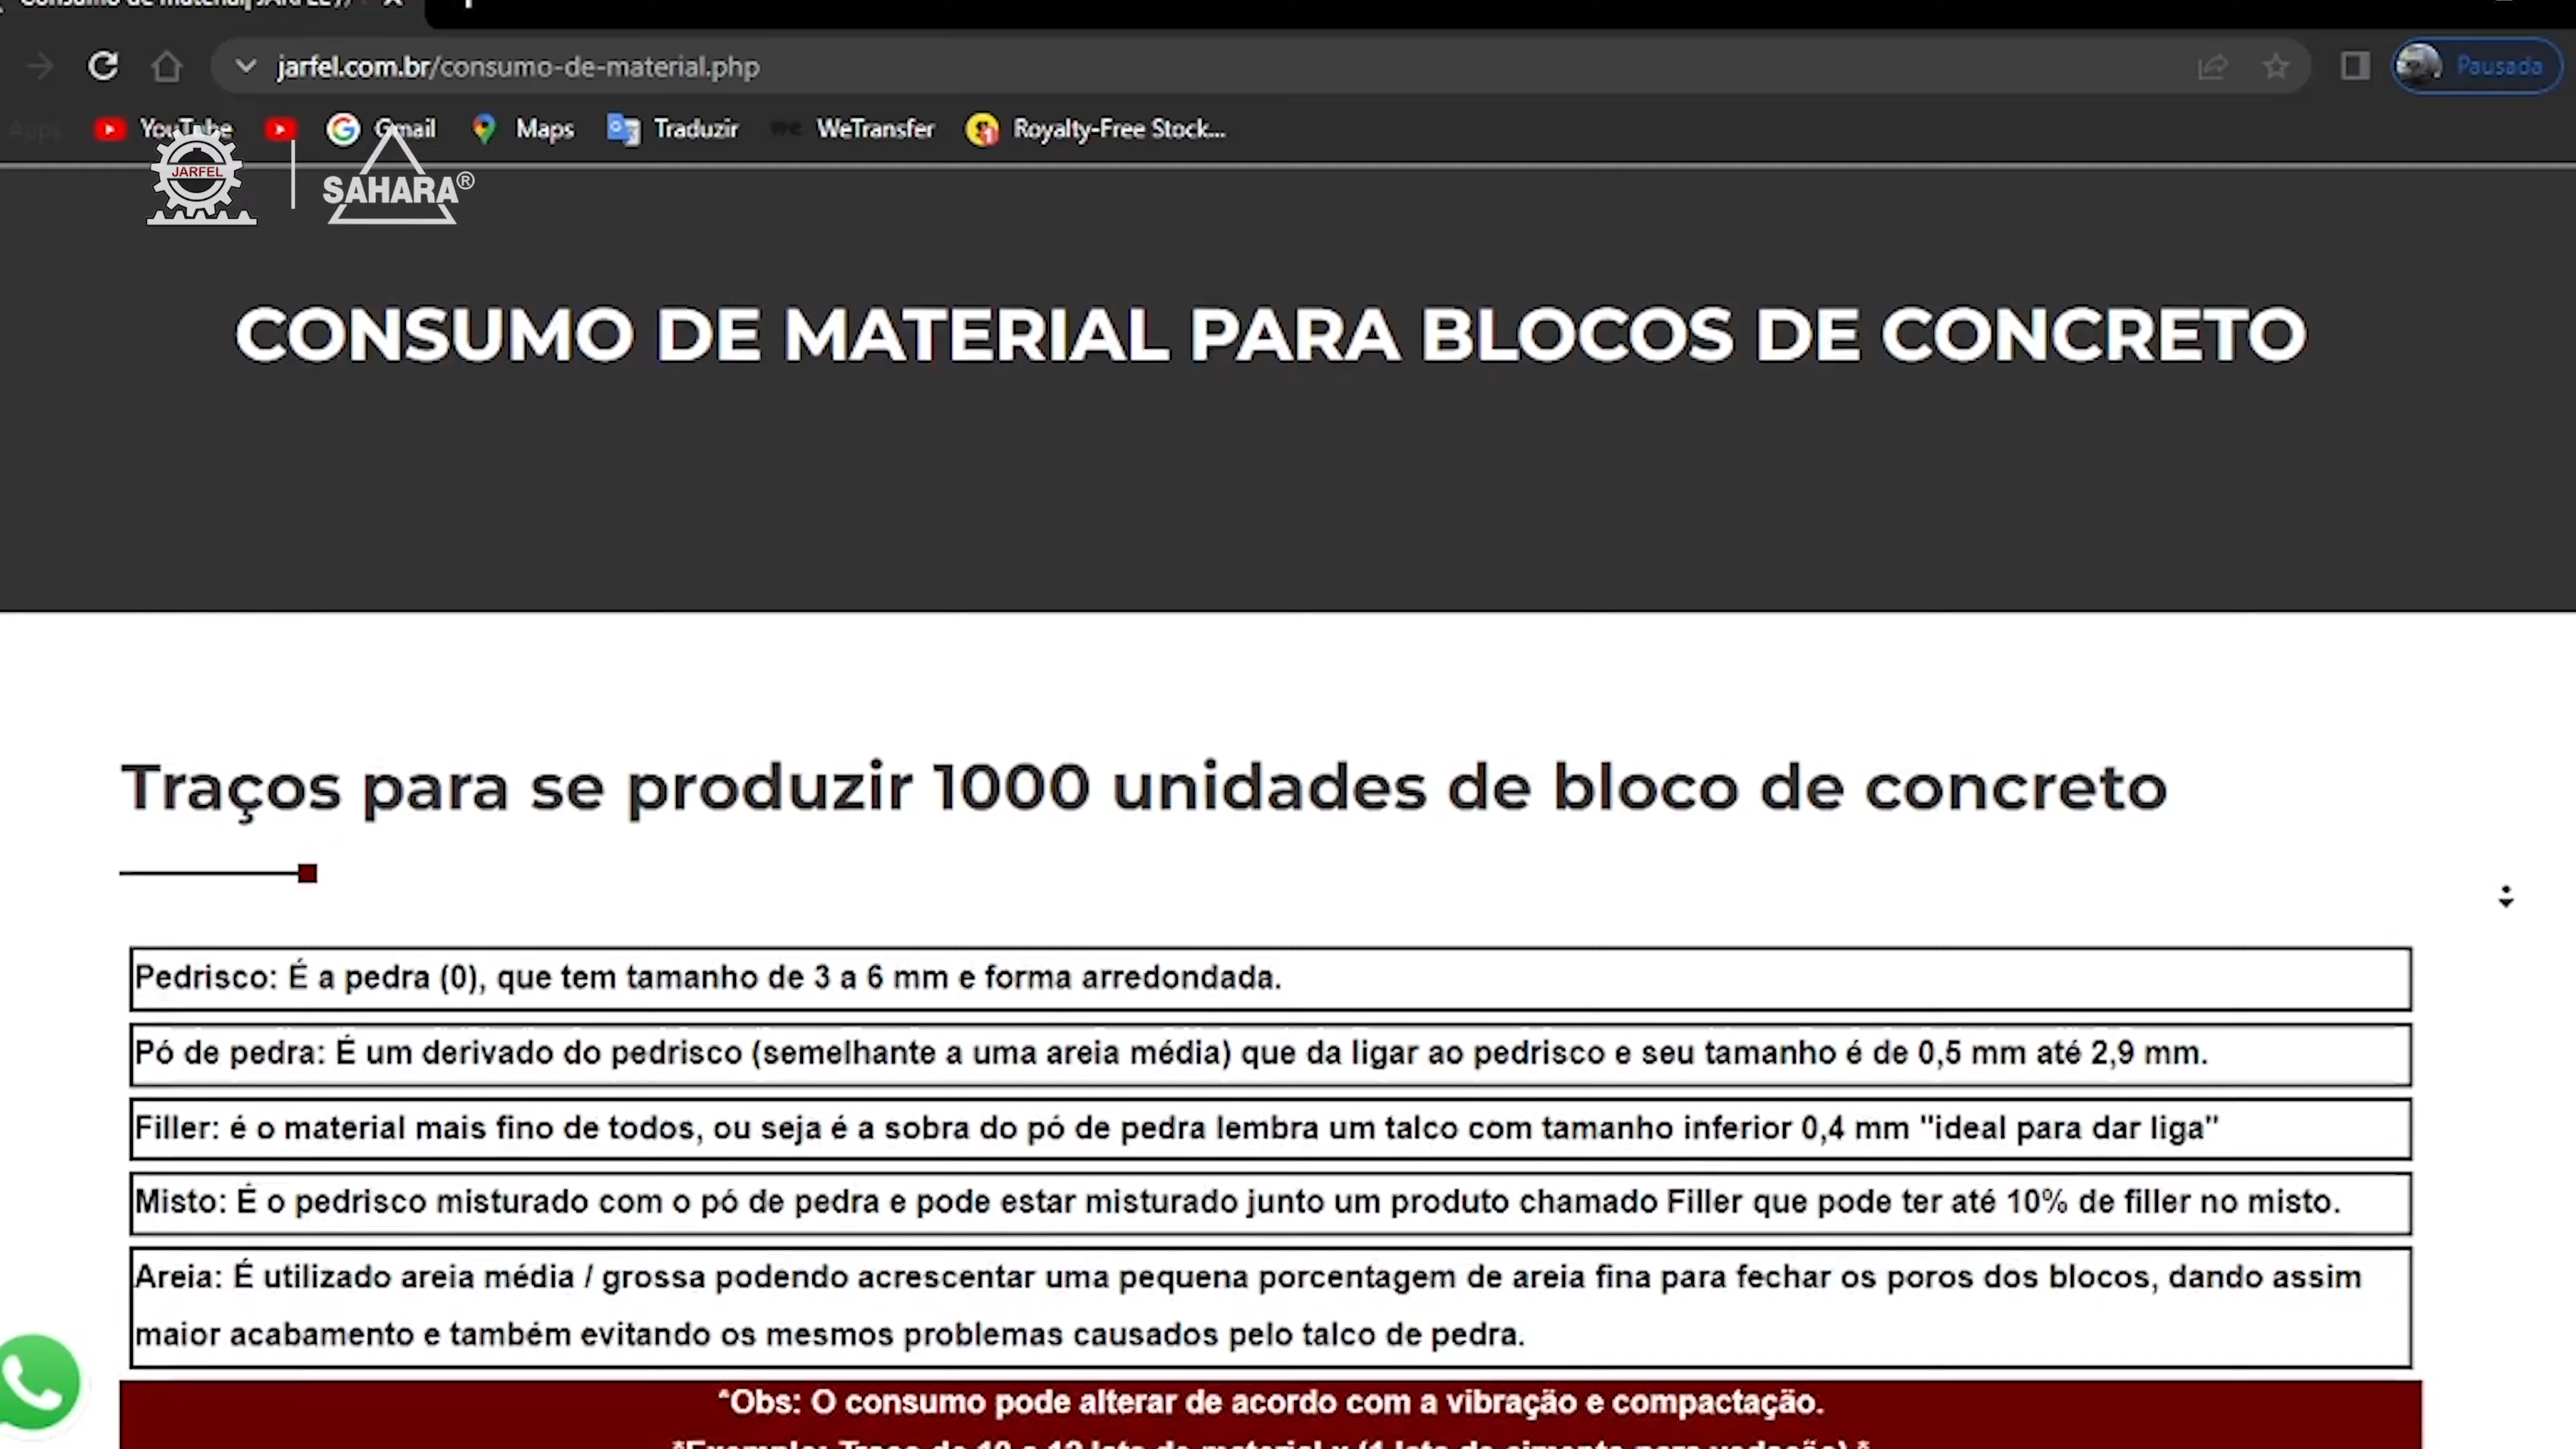 jarfel.com.br/consumo-de-material.php
Pausada
Apps
YouTube
Gmail
Maps
Traduzir
WeTransfer
Royalty-Free Stock...
JARFEL
SAHARA®
CONSUMO DE MATERIAL PARA BLOCOS DE CONCRETO
Traços para se produzir 1000 unidades de bloco de concreto
Pedrisco: É a pedra (0), que tem tamanho de 3 a 6 mm e forma arredondada.
Pó de pedra: É um derivado do pedrisco (semelhante a uma areia média) que da ligar ao pedrisco e seu tamanho é de 0,5 mm até 2,9 mm.
Filler: é o material mais fino de todos, ou seja é a sobra do pó de pedra lembra um talco com tamanho inferior 0,4 mm "ideal para dar liga"
Misto: É o pedrisco misturado com o pó de pedra e pode estar misturado junto um produto chamado Filler que pode ter até 10% de filler no misto.
Areia: É utilizado areia média / grossa podendo acrescentar uma pequena porcentagem de areia fina para fechar os poros dos blocos, dando assim
maior acabamento e também evitando os mesmos problemas causados pelo talco de pedra.
*Obs: O consumo pode alterar de acordo com a vibração e compactação.